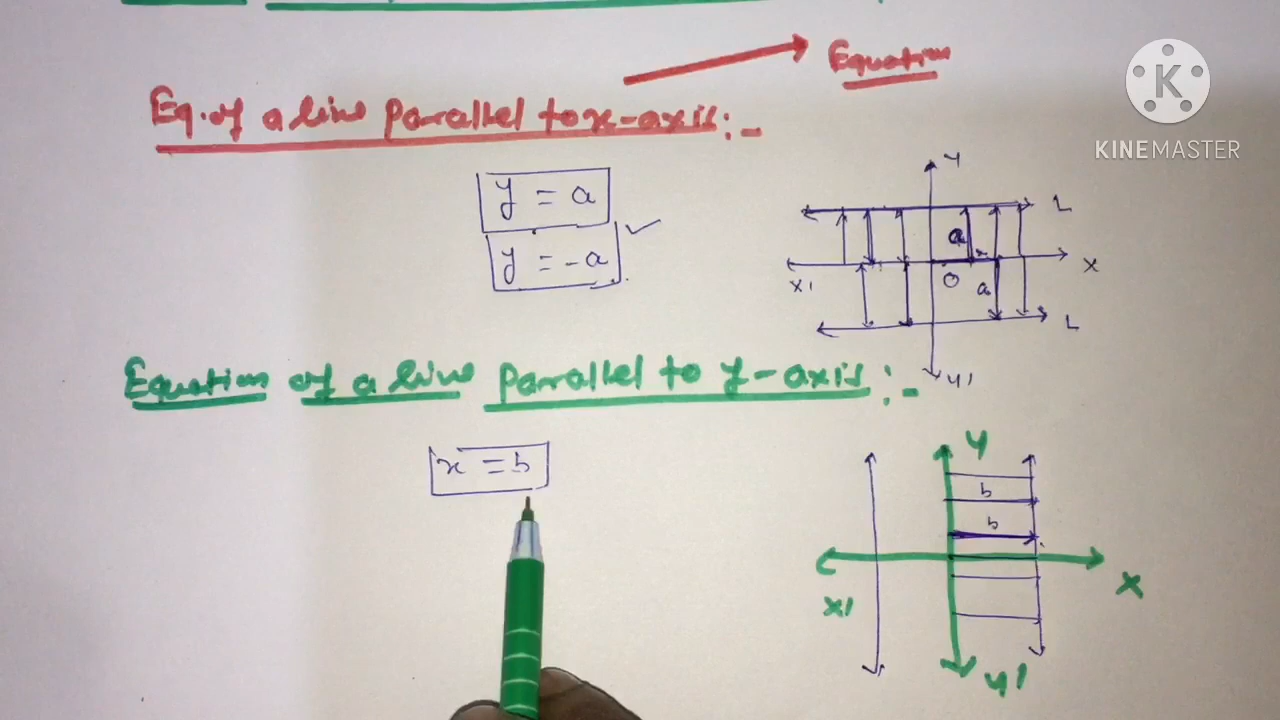 Equation
K
KINEMASTER
Eq. of a line parallel to x-axis:-
y = a
y = -a
y
L
a
x
x1
o
a
L
y1
Equation of a line parallel to y-axis:-
x = b
y
b
b
x1
x
y1